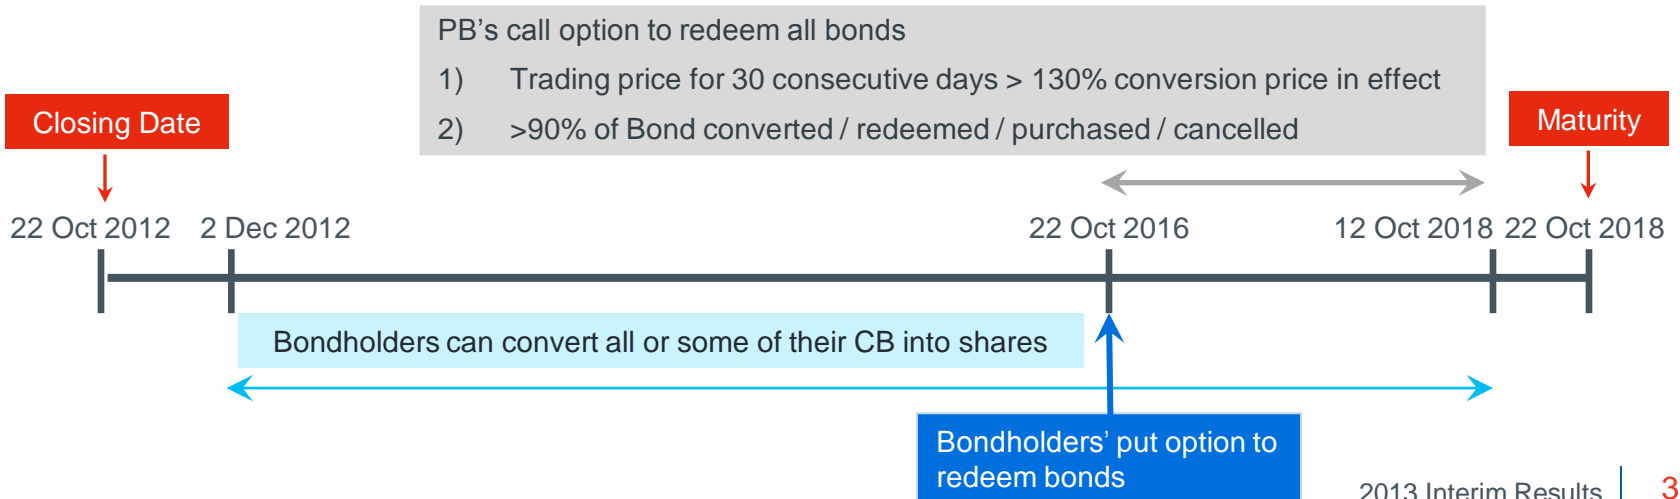 PB’s call option to redeem all bonds
1) Trading price for 30 consecutive days > 130% conversion price in effect
2) >90% of Bond converted / redeemed / purchased / cancelled
Closing Date
Maturity
22 Oct 2012 2 Dec 2012 22 Oct 2016 12 Oct 2018 22 Oct 2018
Bondholders can convert all or some of their CB into shares
Bondholders’ put option to
redeem bonds
2013 Interim Results 3